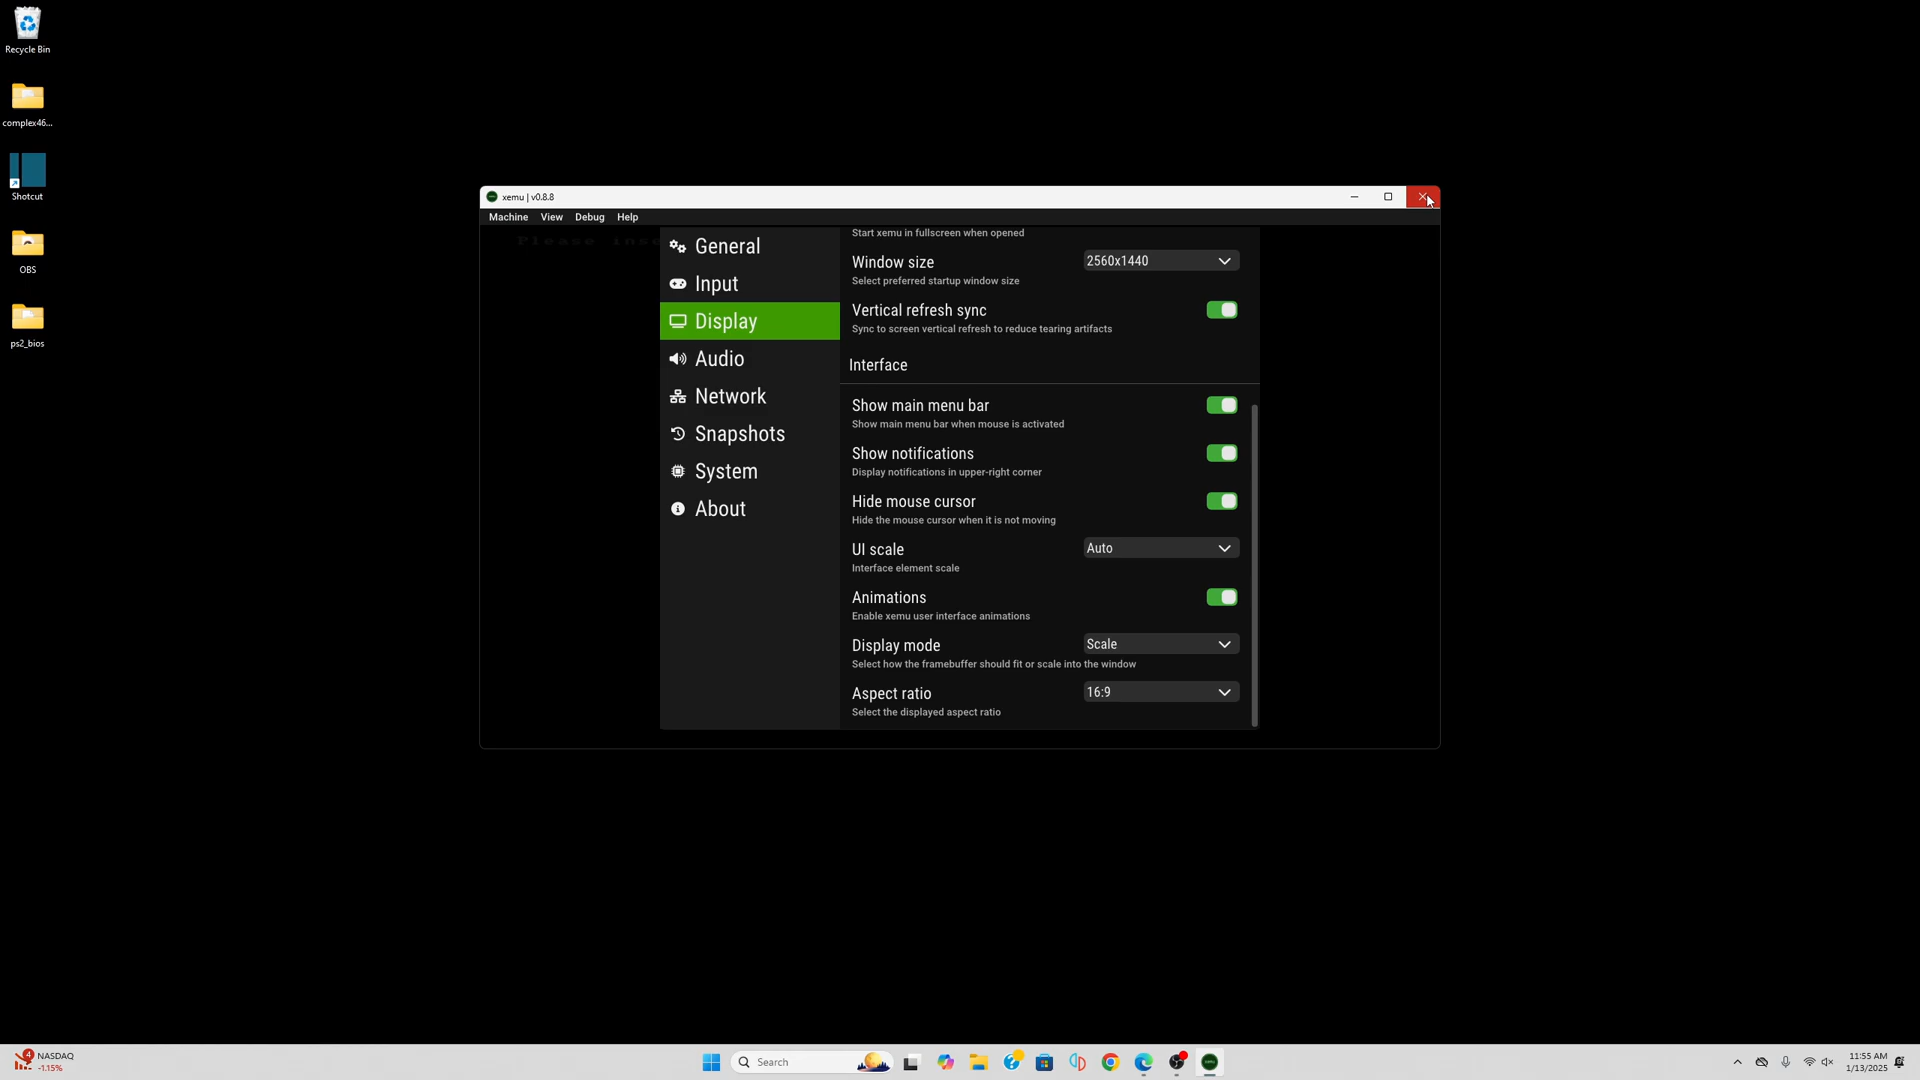 Recycle Bin
complex46...
Shotcut
OBS
ps2_bios
xemu | v0.8.8
Machine View Debug Help
Please inse
General
Input
Display
Audio
Network
Snapshots
System
About
Start xemu in fullscreen when opened
Window size 2560x1440
Select preferred startup window size
Vertical refresh sync
Sync to screen vertical refresh to reduce tearing artifacts
Interface
Show main menu bar
Show main menu bar when mouse is activated
Show notifications
Display notifications in upper-right corner
Hide mouse cursor
Hide the mouse cursor when it is not moving
UI scale Auto
Interface element scale
Animations
Enable xemu user interface animations
Display mode Scale
Select how the framebuffer should fit or scale into the window
Aspect ratio 16:9
Select the displayed aspect ratio
4 NASDAQ
-1.15%
Search
11:55 AM
1/13/2025